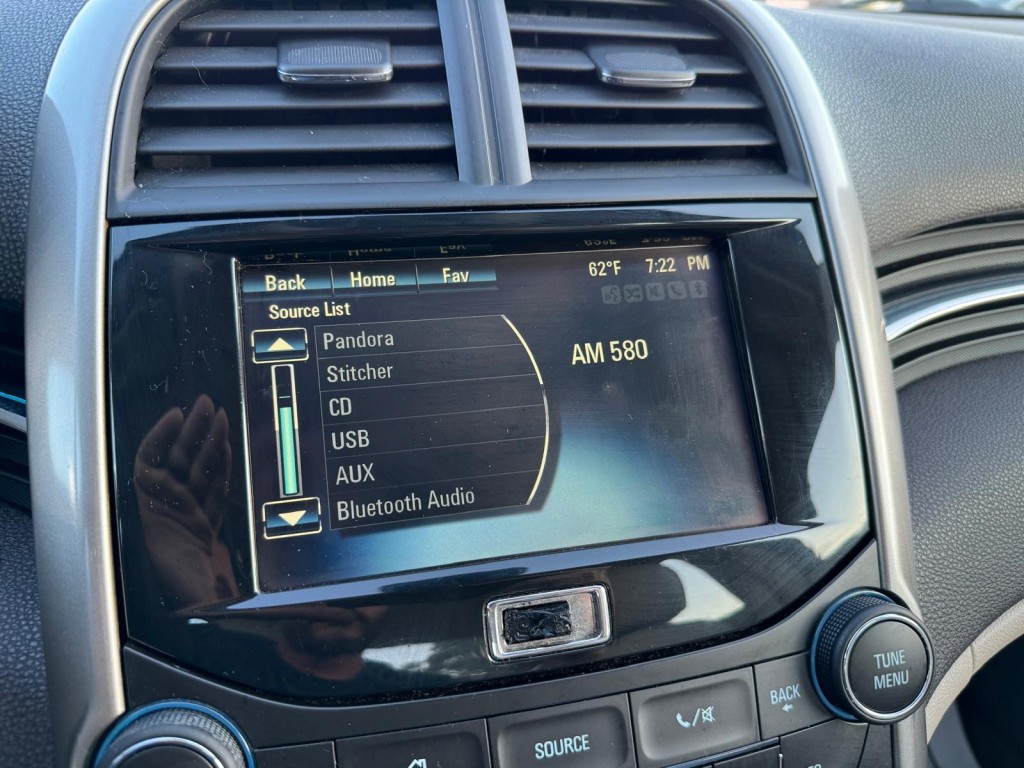 Back Home Fav 62°F 7:22 PM
Source List
Pandora
AM 580
Stitcher
CD
USB
AUX
Bluetooth Audio
TUNE
MENU
BACK
SOURCE